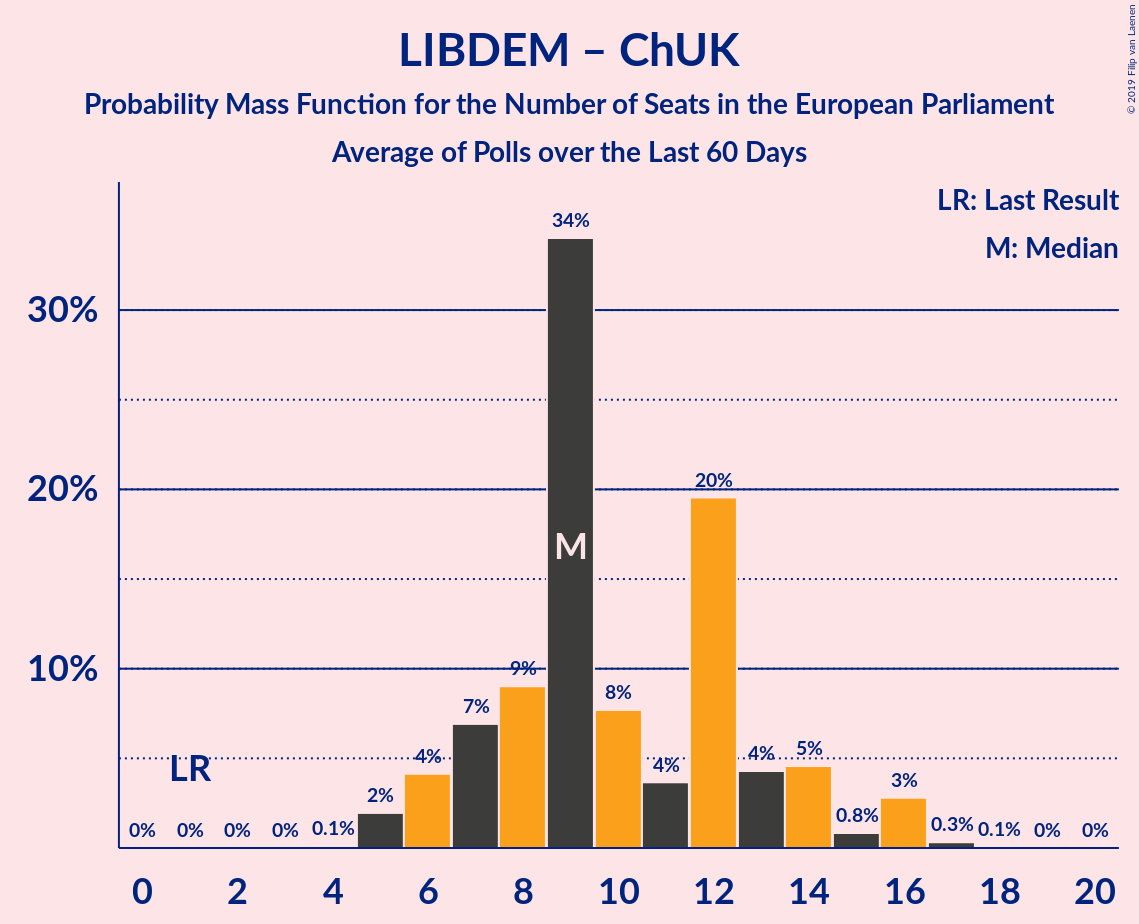 LIBDEM – ChUK
Probability Mass Function for the Number of Seats in the European Parliament
Average of Polls over the Last 60 Days
© 2019 Filip van Laenen
LR: Last Result
M: Median
30%
20%
10%
0% 0% 0% 0% 0.1% 2% 4% 7% 9% 34% 8% 4% 20% 4% 5% 0.8% 3% 0.3% 0.1% 0% 0%
LR
M
0 2 4 6 8 10 12 14 16 18 20